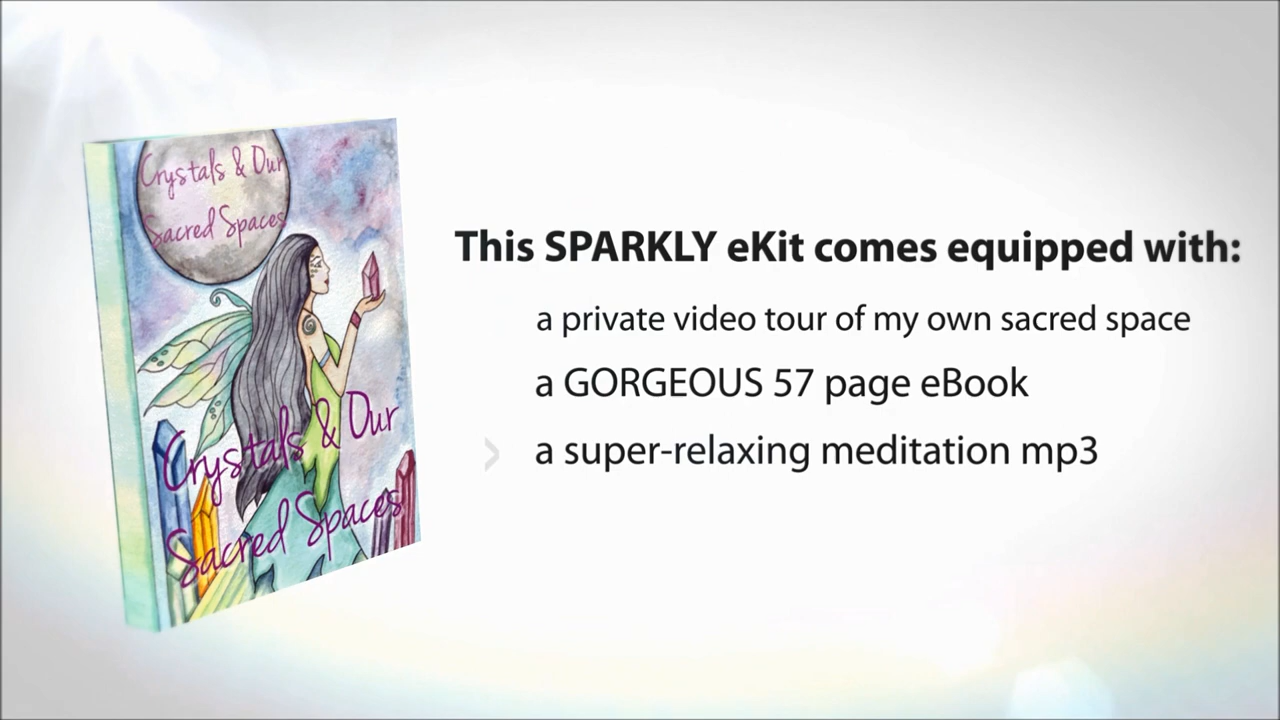 Crystals & Our
Sacred Spaces
Crystals & Our
Sacred Spaces
This SPARKLY eKit comes equipped with:
a private video tour of my own sacred space
a GORGEOUS 57 page eBook
a super-relaxing meditation mp3